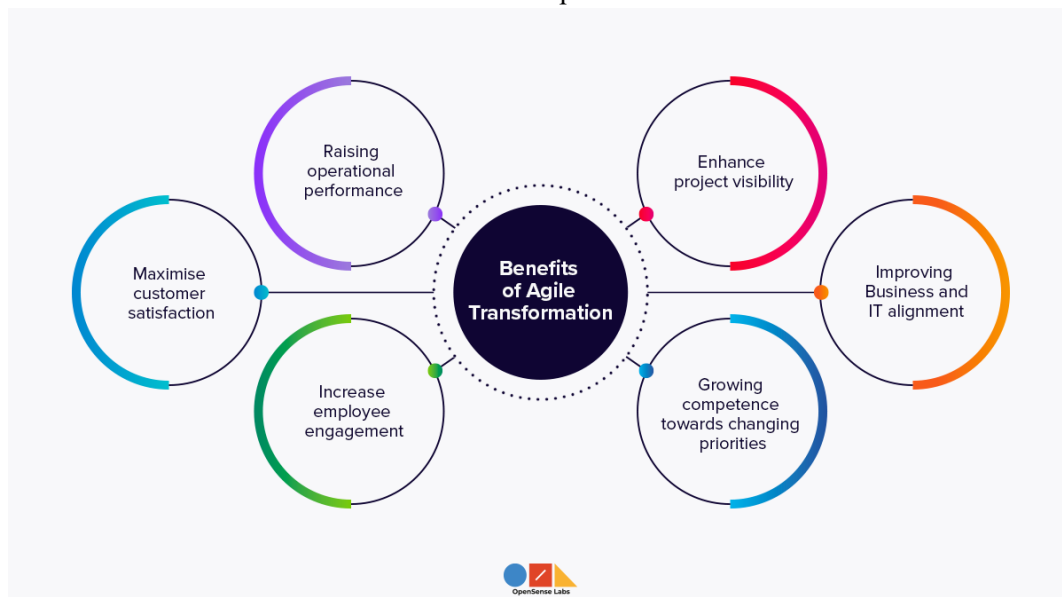 Raising
operational
performance
Enhance
project visibility
Maximise
customer
satisfaction
Benefits
of Agile
Transformation
Improving
Business and
IT alignment
Increase
employee
engagement
Growing
competence
towards changing
priorities
OpenSense Labs